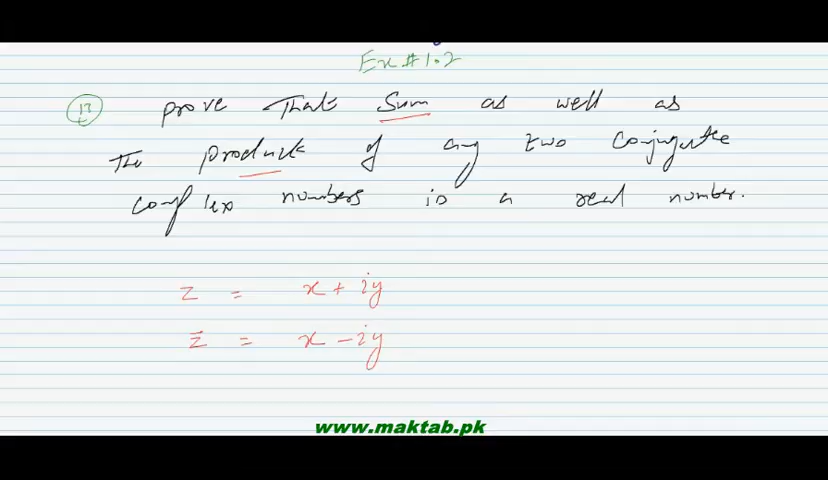 Ex # 1.2
prove that sum as well as
the product of any two conjugate
complex numbers is a real number.
z = x + iy
z̄ = x - iy
www.maktab.pk